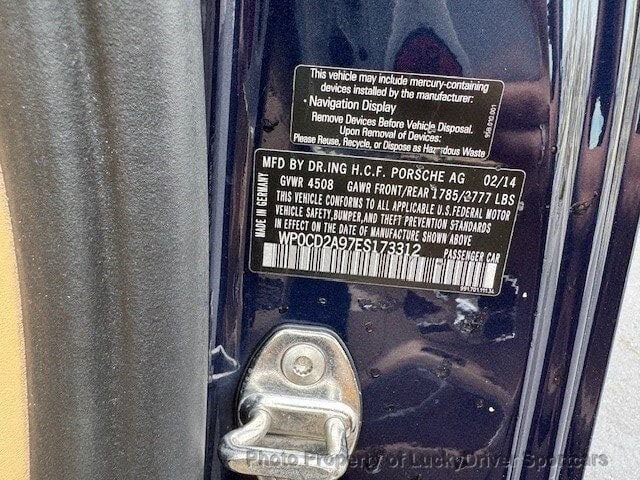 This vehicle may include mercury-containing
devices installed by the manufacturer:
· Navigation Display
Remove Devices Before Vehicle Disposal.
Upon Removal of Devices:
Please Reuse, Recycle, or Dispose as Hazardous Waste
MFD BY DR.ING H.C.F. PORSCHE AG 02/14
GVWR 4508 GAWR FRONT/REAR 1785/2777 LBS
THIS VEHICLE CONFORMS TO ALL APPLICABLE U.S.FEDERAL MOTOR
VEHICLE SAFETY,BUMPER,AND THEFT PREVENTION STANDARDS
IN EFFECT ON THE DATE OF MANUFACTURE SHOWN ABOVE
WP0CD2A97ES173312 PASSENGER CAR
MADE IN GERMANY
Photo Property of LuckyDriver Sportcars